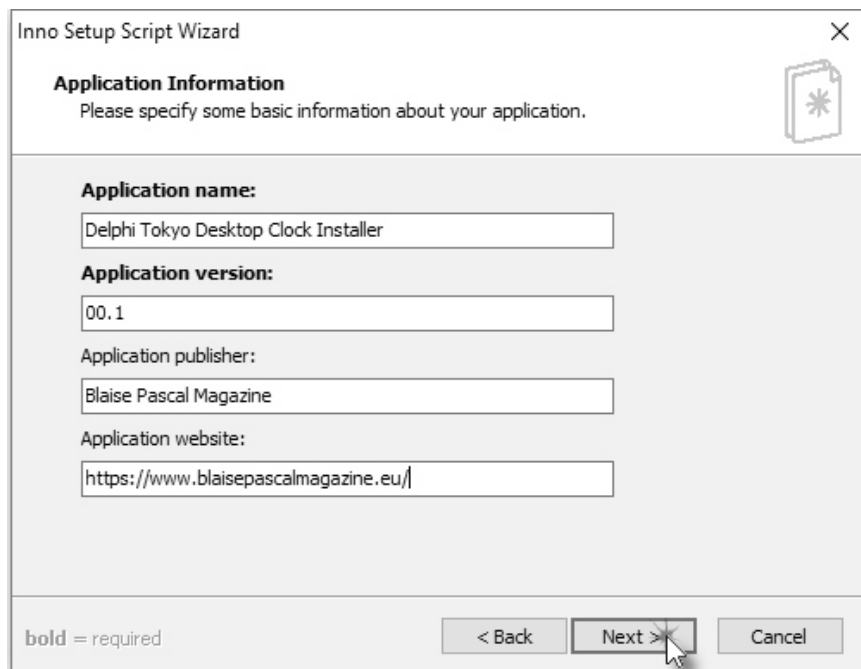 Inno Setup Script Wizard
Application Information
Please specify some basic information about your application.
Application name:
Delphi Tokyo Desktop Clock Installer
Application version:
00.1
Application publisher:
Blaise Pascal Magazine
Application website:
https://www.blaisepascalmagazine.eu/
bold = required
< Back
Next >
Cancel